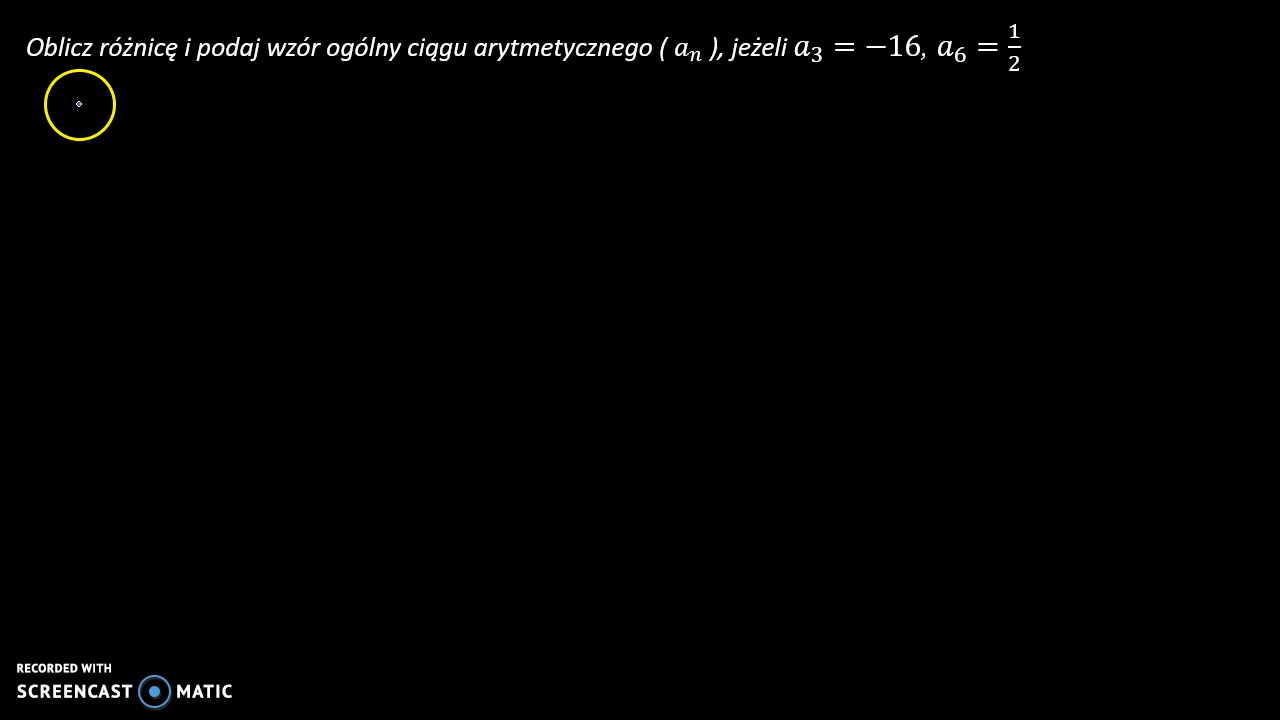 Oblicz różnicę i podaj wzór ogólny ciągu arytmetycznego ( aₙ ), jeżeli a₃ = −16, a₆ = 1/2
RECORDED WITH
SCREENCAST MATIC